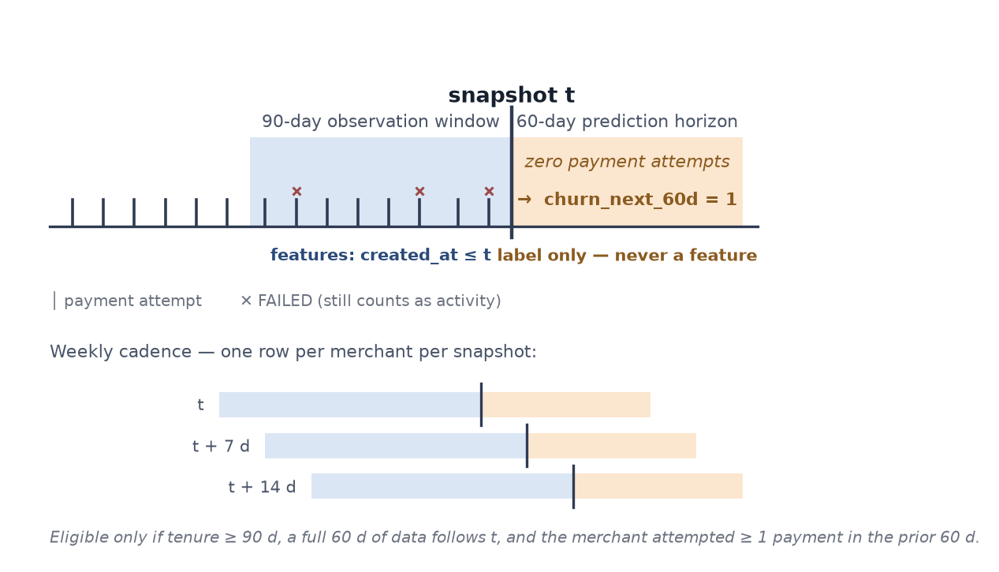 snapshot t
90-day observation window
60-day prediction horizon
zero payment attempts
→ churn_next_60d = 1
features: created_at ≤ t
label only — never a feature
│ payment attempt
✕ FAILED (still counts as activity)
Weekly cadence — one row per merchant per snapshot:
t
t + 7 d
t + 14 d
Eligible only if tenure ≥ 90 d, a full 60 d of data follows t, and the merchant attempted ≥ 1 payment in the prior 60 d.